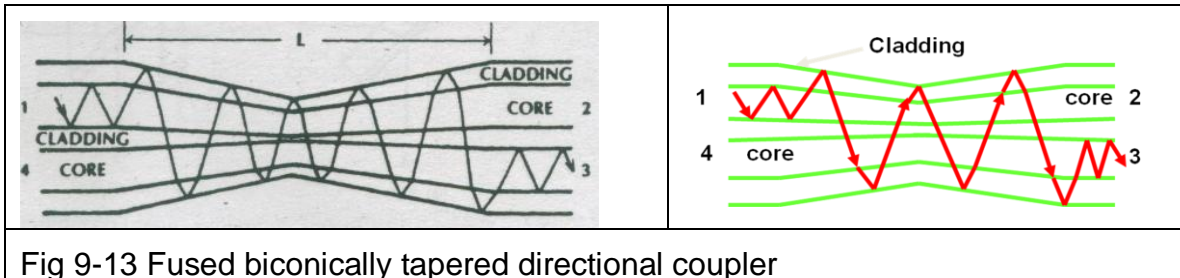 L
CLADDING
1
CORE
2
CLADDING
4
CORE
3
Cladding
1
core 2
4
core
3
Fig 9-13 Fused biconically tapered directional coupler